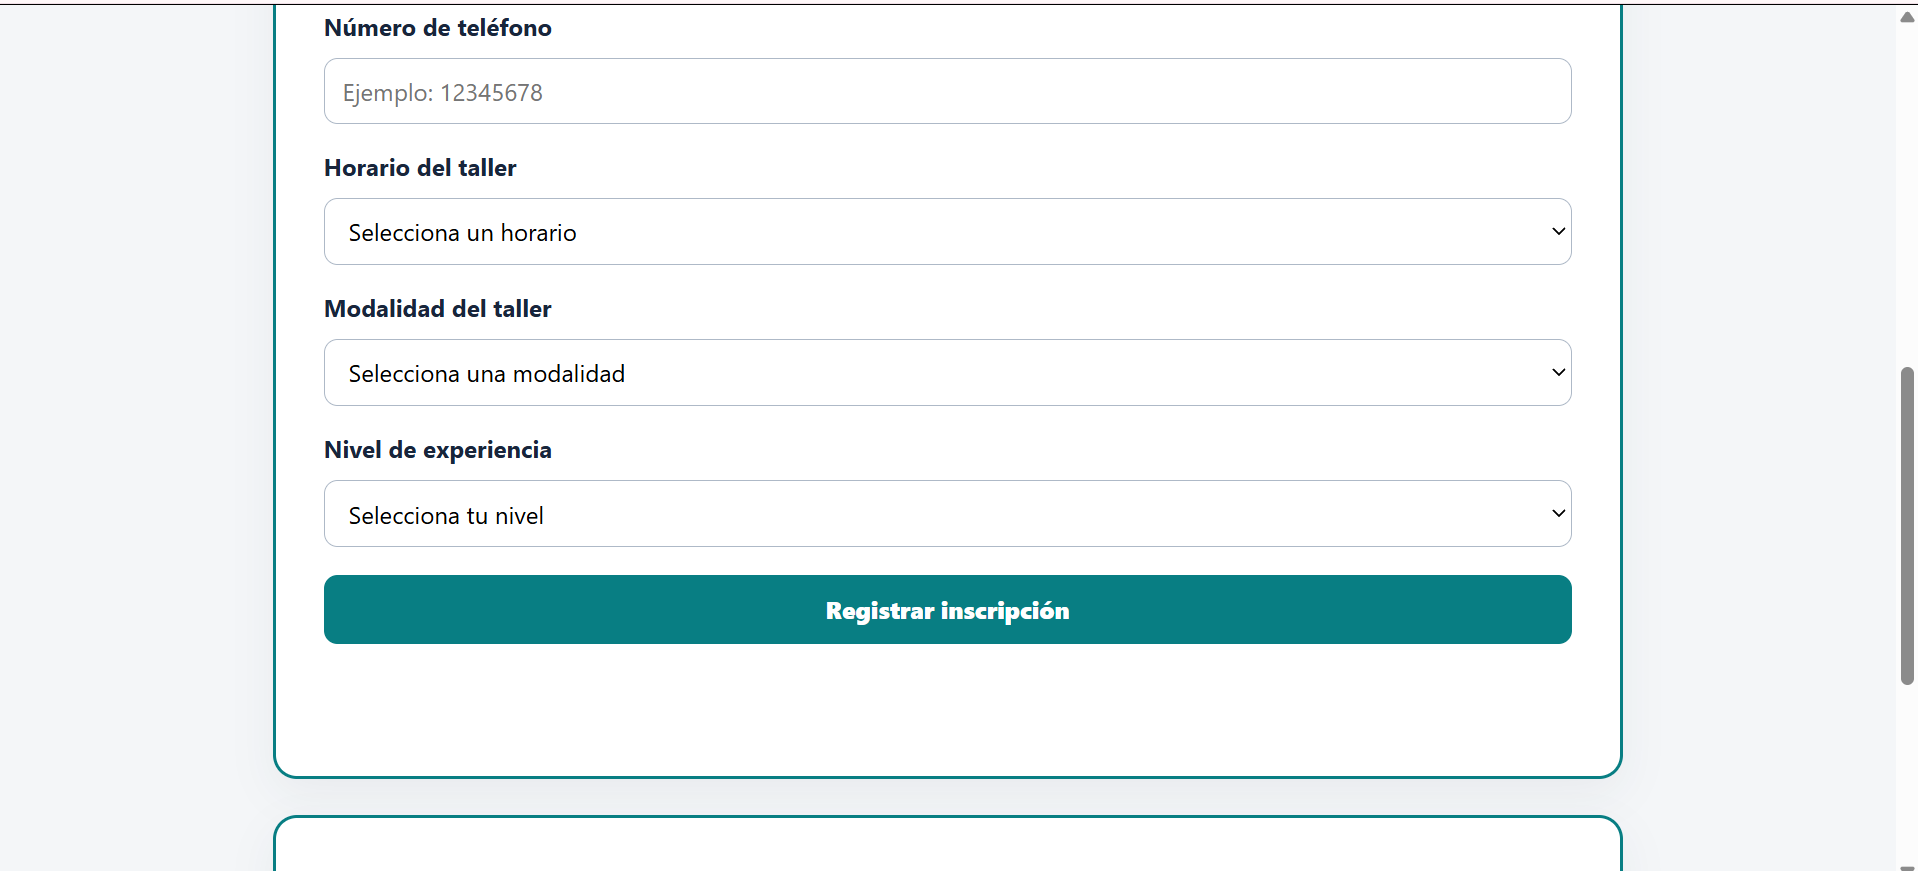 Número de teléfono
Ejemplo: 12345678
Horario del taller
Selecciona un horario
Modalidad del taller
Selecciona una modalidad
Nivel de experiencia
Selecciona tu nivel
Registrar inscripción